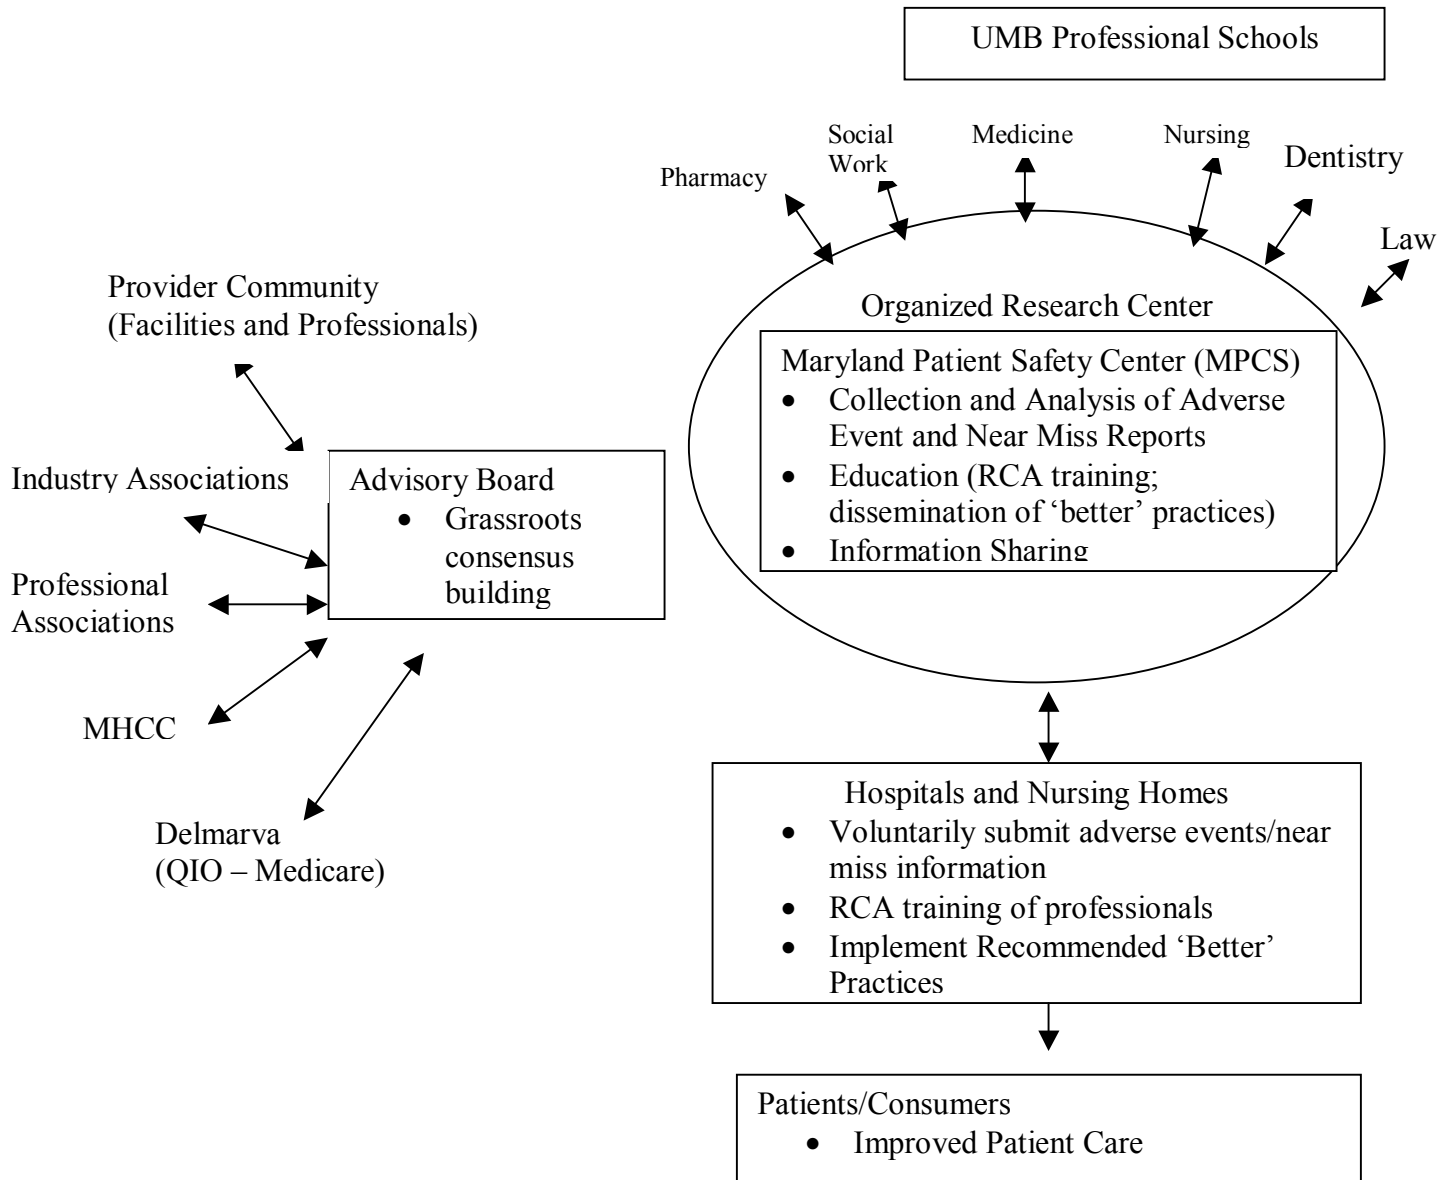 UMB Professional Schools
Pharmacy
Social
Work
Medicine
Nursing
Dentistry
Law
Provider Community
(Facilities and Professionals)
Industry Associations
Professional
Associations
MHCC
Delmarva
(QIO – Medicare)
Advisory Board
• Grassroots
consensus
building
Organized Research Center
Maryland Patient Safety Center (MPCS)
• Collection and Analysis of Adverse
Event and Near Miss Reports
• Education (RCA training;
dissemination of ‘better’ practices)
• Information Sharing
Hospitals and Nursing Homes
• Voluntarily submit adverse events/near
miss information
• RCA training of professionals
• Implement Recommended ‘Better’
Practices
Patients/Consumers
• Improved Patient Care